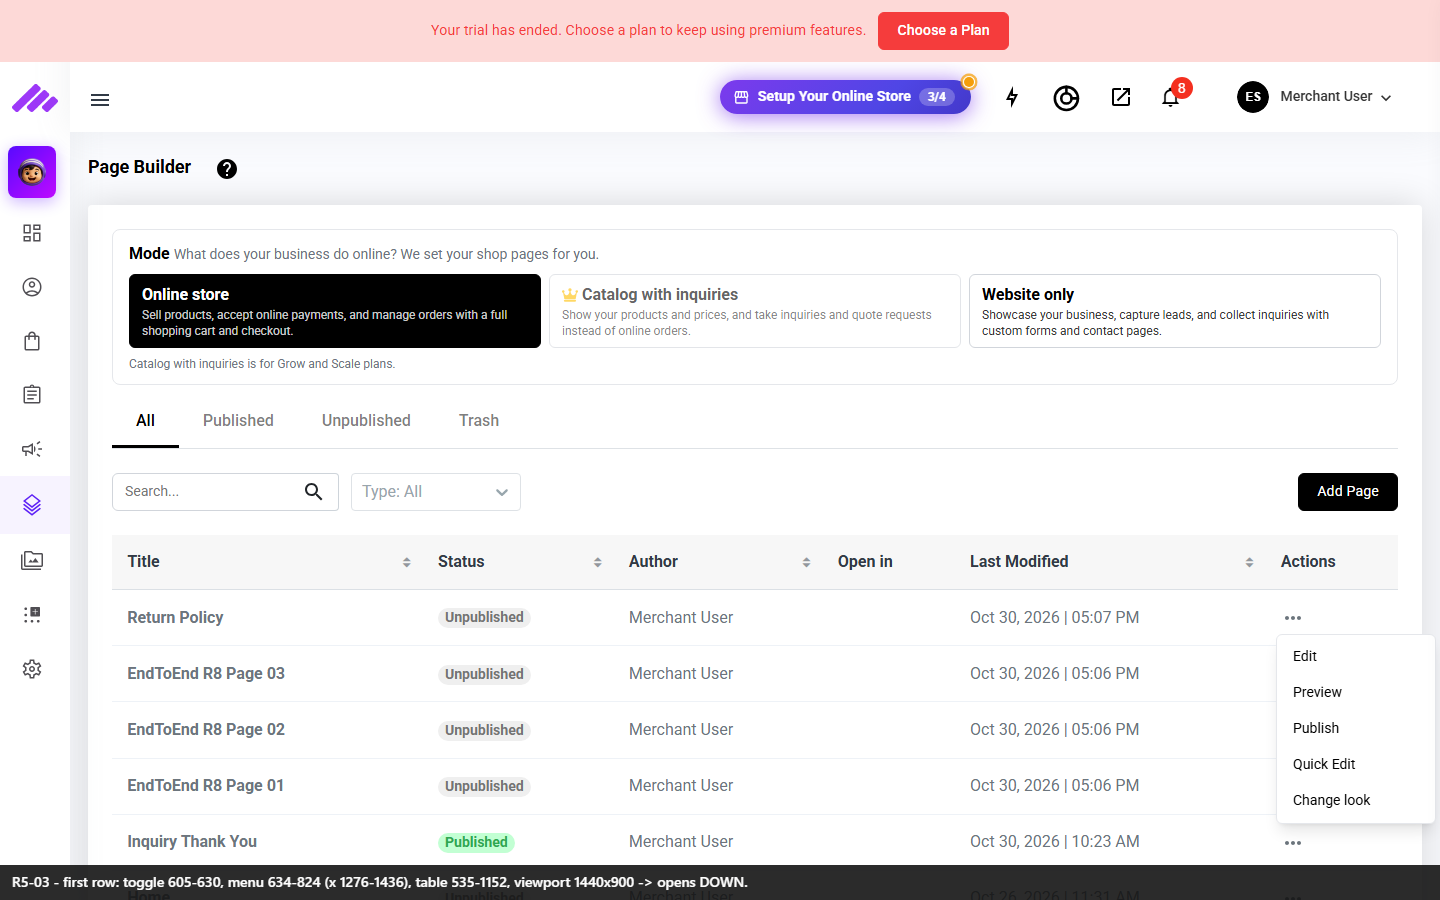 Your trial has ended. Choose a plan to keep using premium features.
Choose a Plan
Setup Your Online Store 3/4
8
ES
Merchant User
Page Builder
?
Mode What does your business do online? We set your shop pages for you.
Online store
Sell products, accept online payments, and manage orders with a full
shopping cart and checkout.
Catalog with inquiries
Show your products and prices, and take inquiries and quote requests
instead of online orders.
Website only
Showcase your business, capture leads, and collect inquiries with
custom forms and contact pages.
Catalog with inquiries is for Grow and Scale plans.
All Published Unpublished Trash
Search...
Type: All
Add Page
Title Status Author Open in Last Modified Actions
Return Policy Unpublished Merchant User Oct 30, 2026 | 05:07 PM
EndToEnd R8 Page 03 Unpublished Merchant User Oct 30, 2026 | 05:06 PM
EndToEnd R8 Page 02 Unpublished Merchant User Oct 30, 2026 | 05:06 PM
EndToEnd R8 Page 01 Unpublished Merchant User Oct 30, 2026 | 05:06 PM
Inquiry Thank You Published Merchant User Oct 30, 2026 | 10:23 AM
Edit
Preview
Publish
Quick Edit
Change look
Home Unpublished Merchant User Oct 26, 2026 | 11:31 AM
R5-03 - first row: toggle 605-630, menu 634-824 (x 1276-1436), table 535-1152, viewport 1440x900 -> opens DOWN.